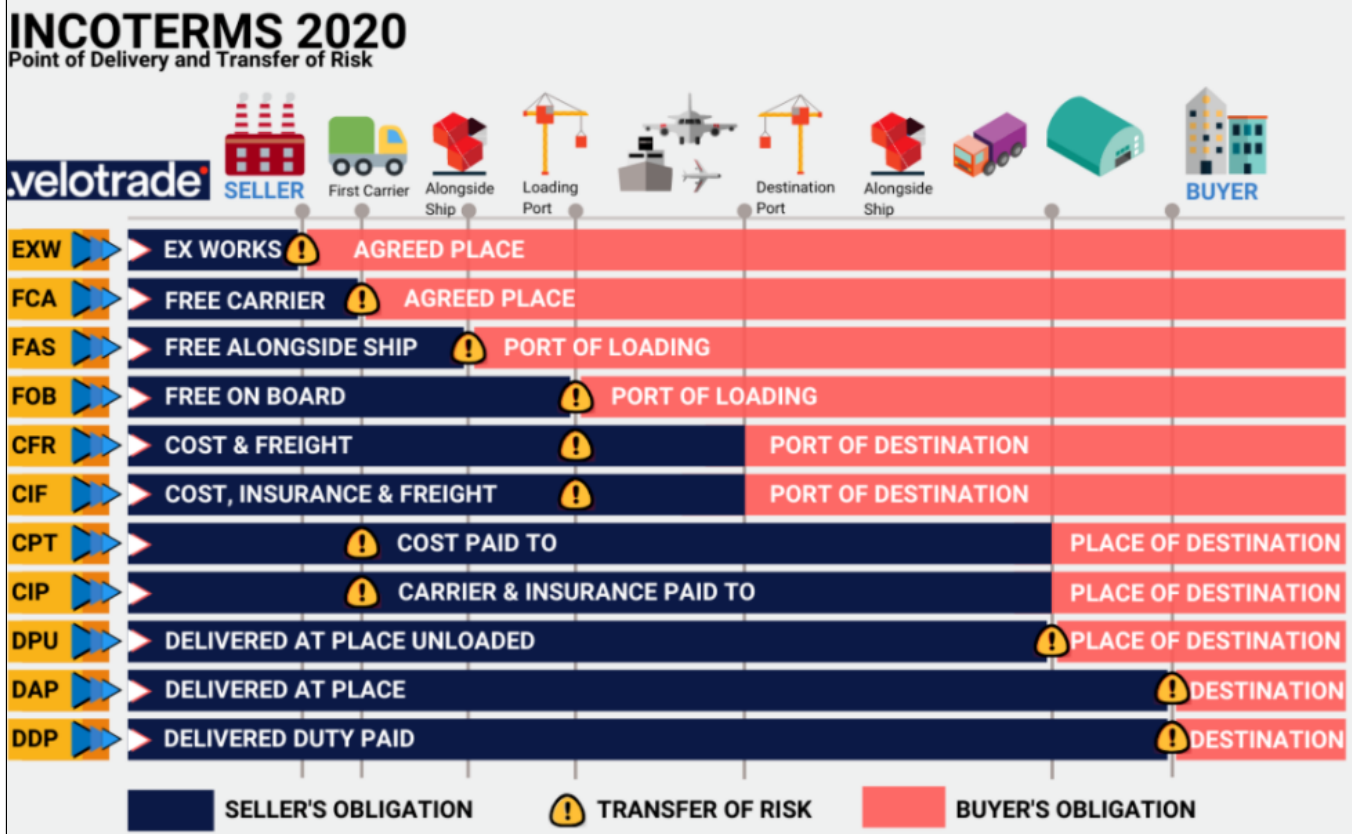 INCOTERMS 2020
Point of Delivery and Transfer of Risk
.velotrade
SELLER
First Carrier
Alongside
Ship
Loading
Port
Destination
Port
Alongside
Ship
BUYER
EXW EX WORKS ! AGREED PLACE
FCA FREE CARRIER ! AGREED PLACE
FAS FREE ALONGSIDE SHIP ! PORT OF LOADING
FOB FREE ON BOARD ! PORT OF LOADING
CFR COST & FREIGHT ! PORT OF DESTINATION
CIF COST, INSURANCE & FREIGHT ! PORT OF DESTINATION
CPT ! COST PAID TO PLACE OF DESTINATION
CIP ! CARRIER & INSURANCE PAID TO PLACE OF DESTINATION
DPU DELIVERED AT PLACE UNLOADED ! PLACE OF DESTINATION
DAP DELIVERED AT PLACE ! DESTINATION
DDP DELIVERED DUTY PAID ! DESTINATION
SELLER'S OBLIGATION ! TRANSFER OF RISK BUYER'S OBLIGATION